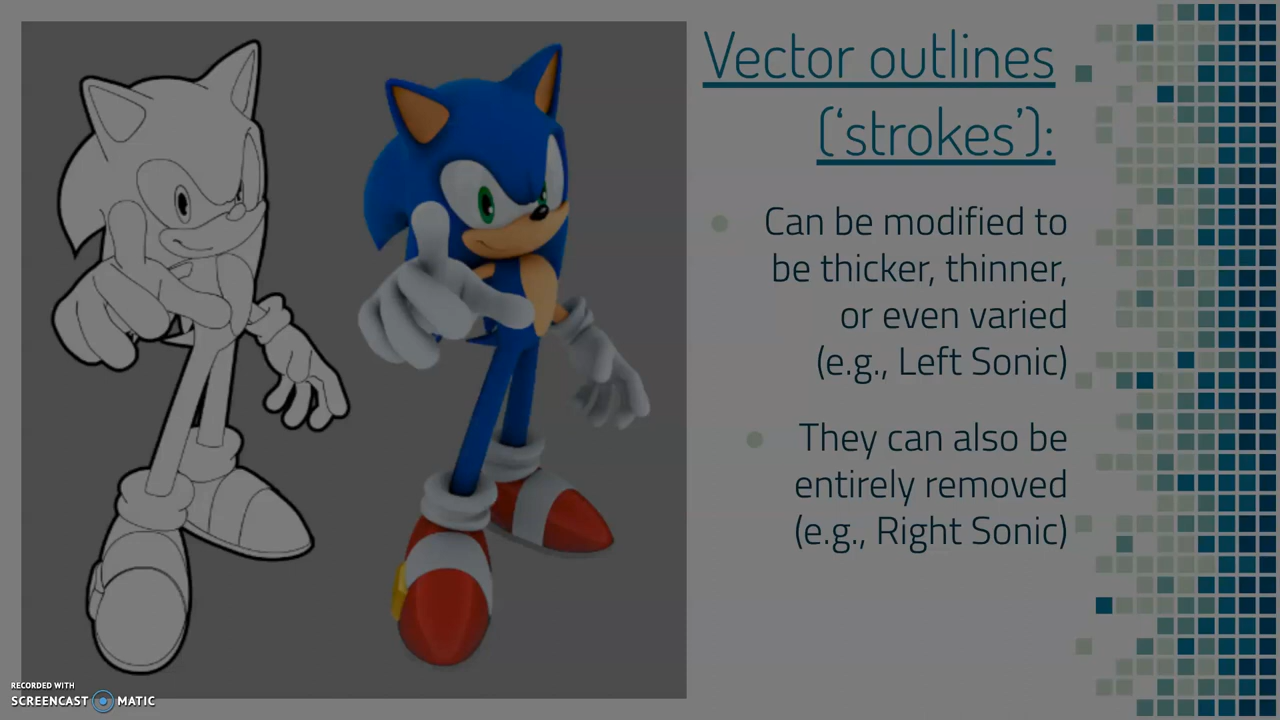 Vector outlines
(‘strokes’):
Can be modified to
be thicker, thinner,
or even varied
(e.g., Left Sonic)
They can also be
entirely removed
(e.g., Right Sonic)
RECORDED WITH
SCREENCAST MATIC